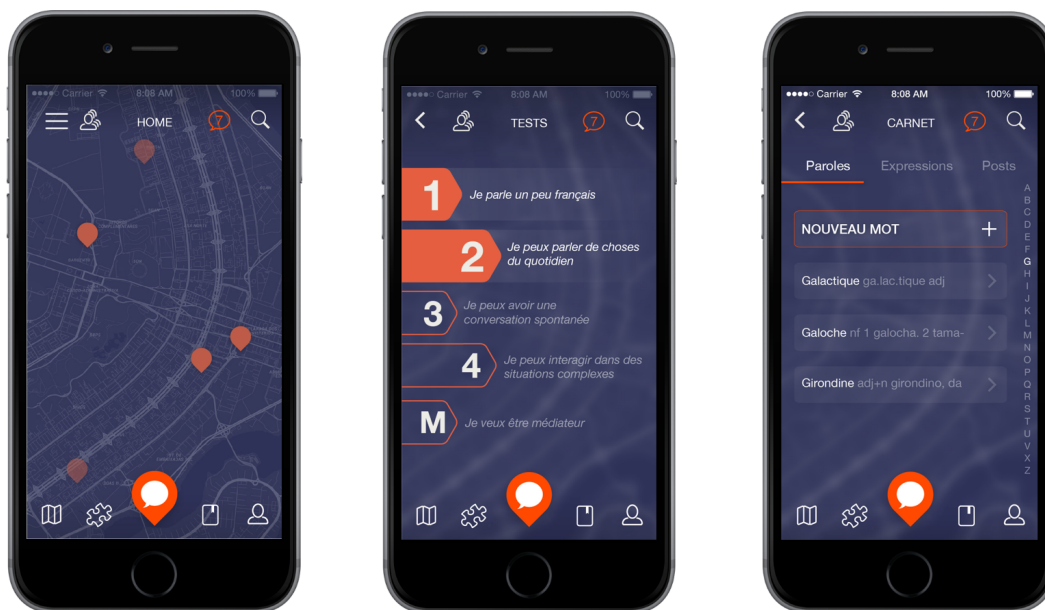 Carrier 8:08 AM 100%
HOME 7
Carrier 8:08 AM 100%
TESTS 7
1 Je parle un peu français
2 Je peux parler de choses
du quotidien
3 Je peux avoir une
conversation spontanée
4 Je peux interagir dans des
situations complexes
M Je veux être médiateur
Carrier 8:08 AM 100%
CARNET 7
Paroles Expressions Posts
NOUVEAU MOT +
Galactique ga.lac.tique adj
Galoche nf 1 galocha. 2 tama-
Girondine adj+n girondino, da
A
B
C
D
E
F
G
H
I
J
K
L
M
N
O
P
Q
R
S
T
U
V
X
Z